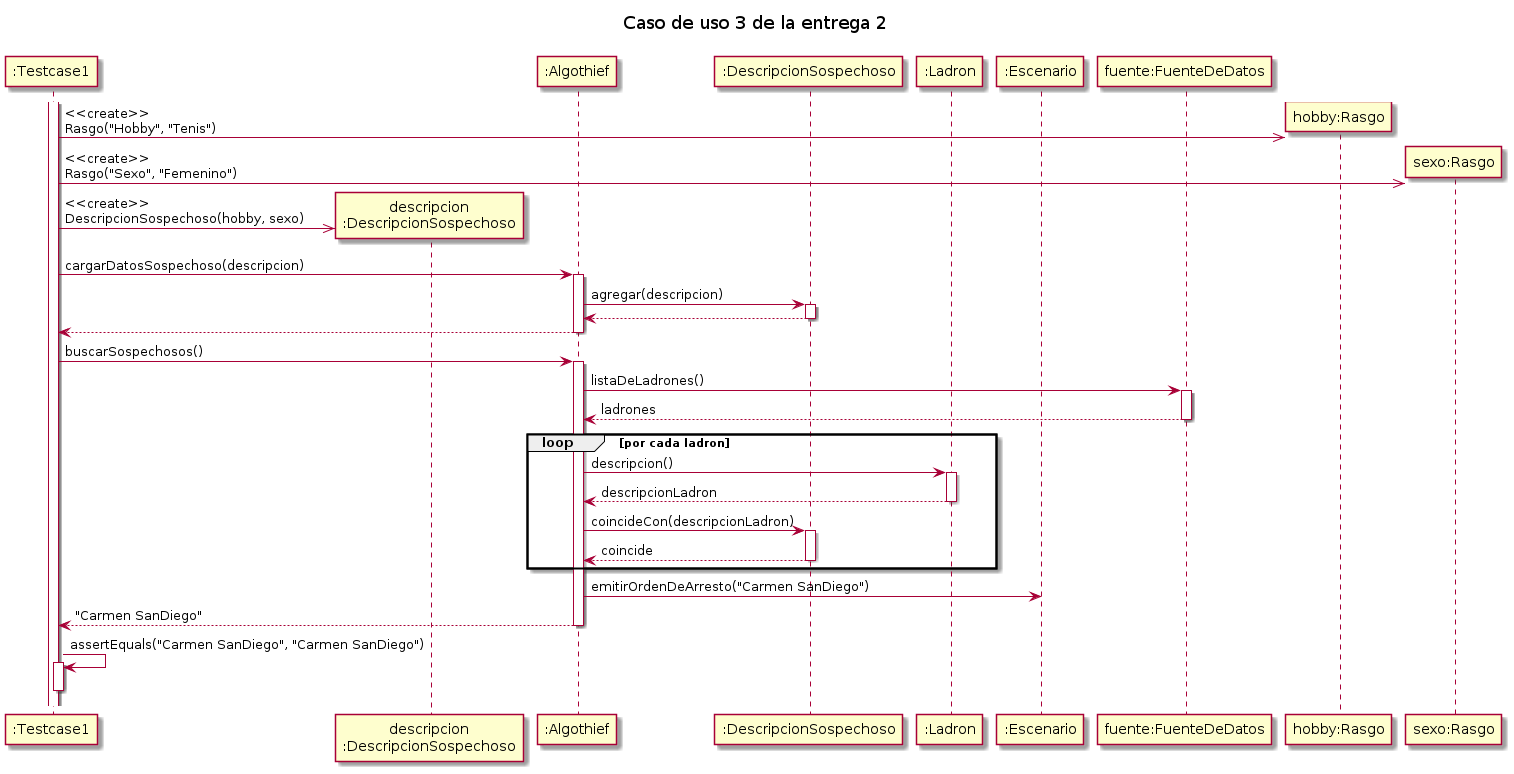 Caso de uso 3 de la entrega 2
:Testcase1
:Algothief
:DescripcionSospechoso
:Ladron
:Escenario
fuente:FuenteDeDatos
<<create>>
Rasgo("Hobby", "Tenis")
hobby:Rasgo
<<create>>
Rasgo("Sexo", "Femenino")
sexo:Rasgo
<<create>>
DescripcionSospechoso(hobby, sexo)
descripcion
:DescripcionSospechoso
cargarDatosSospechoso(descripcion)
agregar(descripcion)
buscarSospechosos()
listaDeLadrones()
ladrones
loop
[por cada ladron]
descripcion()
descripcionLadron
coincideCon(descripcionLadron)
coincide
emitirOrdenDeArresto("Carmen SanDiego")
"Carmen SanDiego"
assertEquals("Carmen SanDiego", "Carmen SanDiego")
:Testcase1
descripcion
:DescripcionSospechoso
:Algothief
:DescripcionSospechoso
:Ladron
:Escenario
fuente:FuenteDeDatos
hobby:Rasgo
sexo:Rasgo